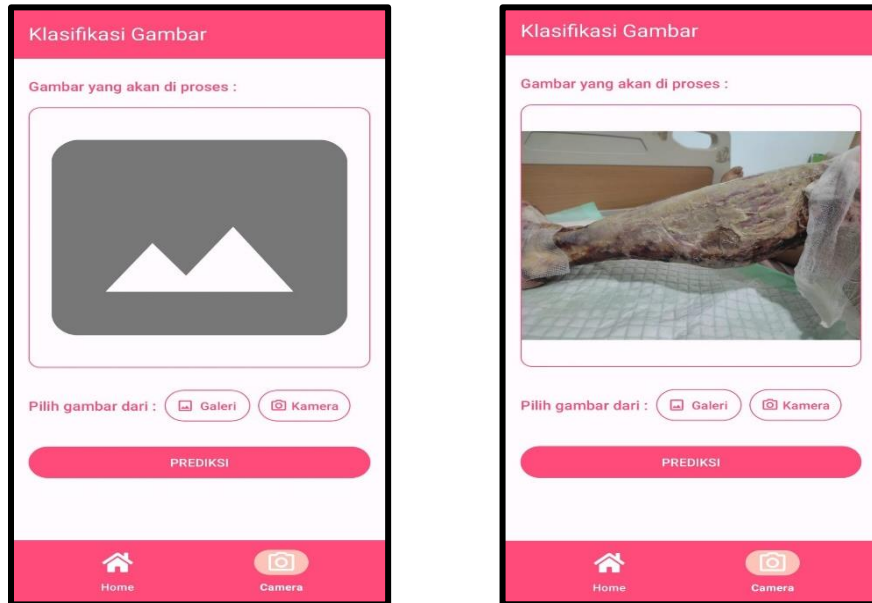 Klasifikasi Gambar
Gambar yang akan di proses :
Pilih gambar dari : Galeri Kamera
PREDIKSI
Home Camera
Klasifikasi Gambar
Gambar yang akan di proses :
Pilih gambar dari : Galeri Kamera
PREDIKSI
Home Camera